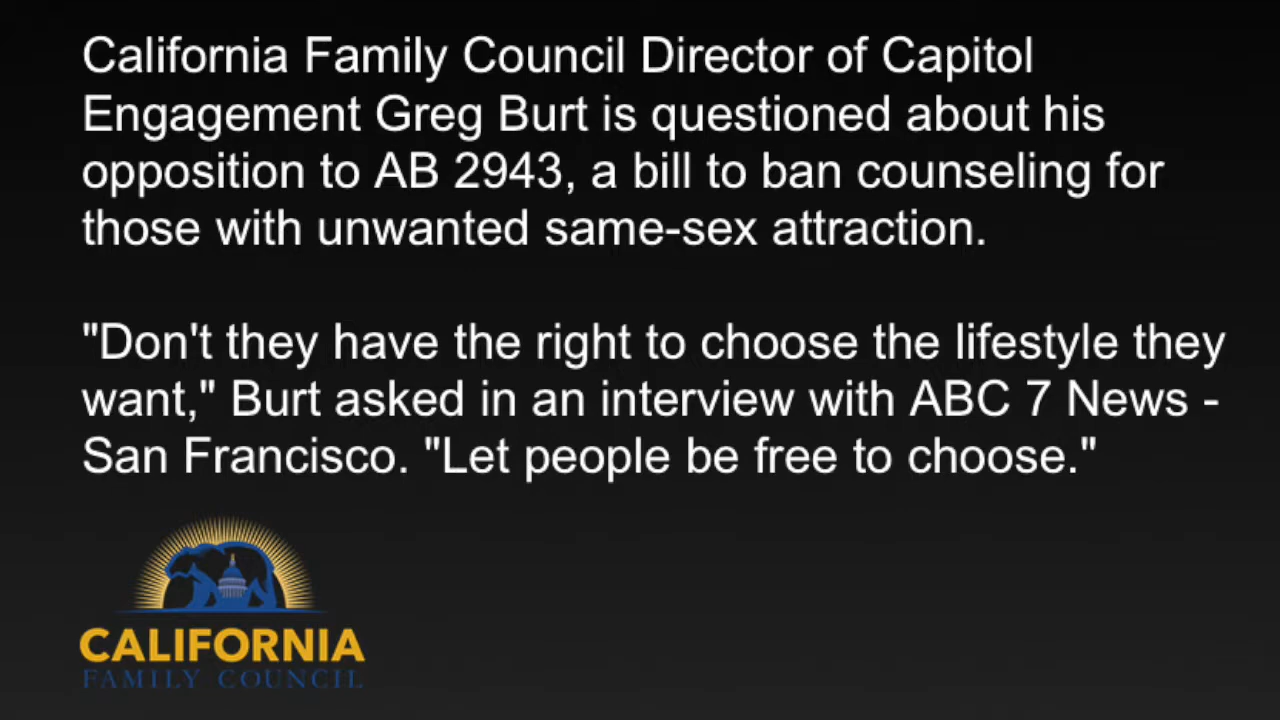 California Family Council Director of Capitol
Engagement Greg Burt is questioned about his
opposition to AB 2943, a bill to ban counseling for
those with unwanted same-sex attraction.
"Don't they have the right to choose the lifestyle they
want," Burt asked in an interview with ABC 7 News -
San Francisco. "Let people be free to choose."
CALIFORNIA
FAMILY COUNCIL